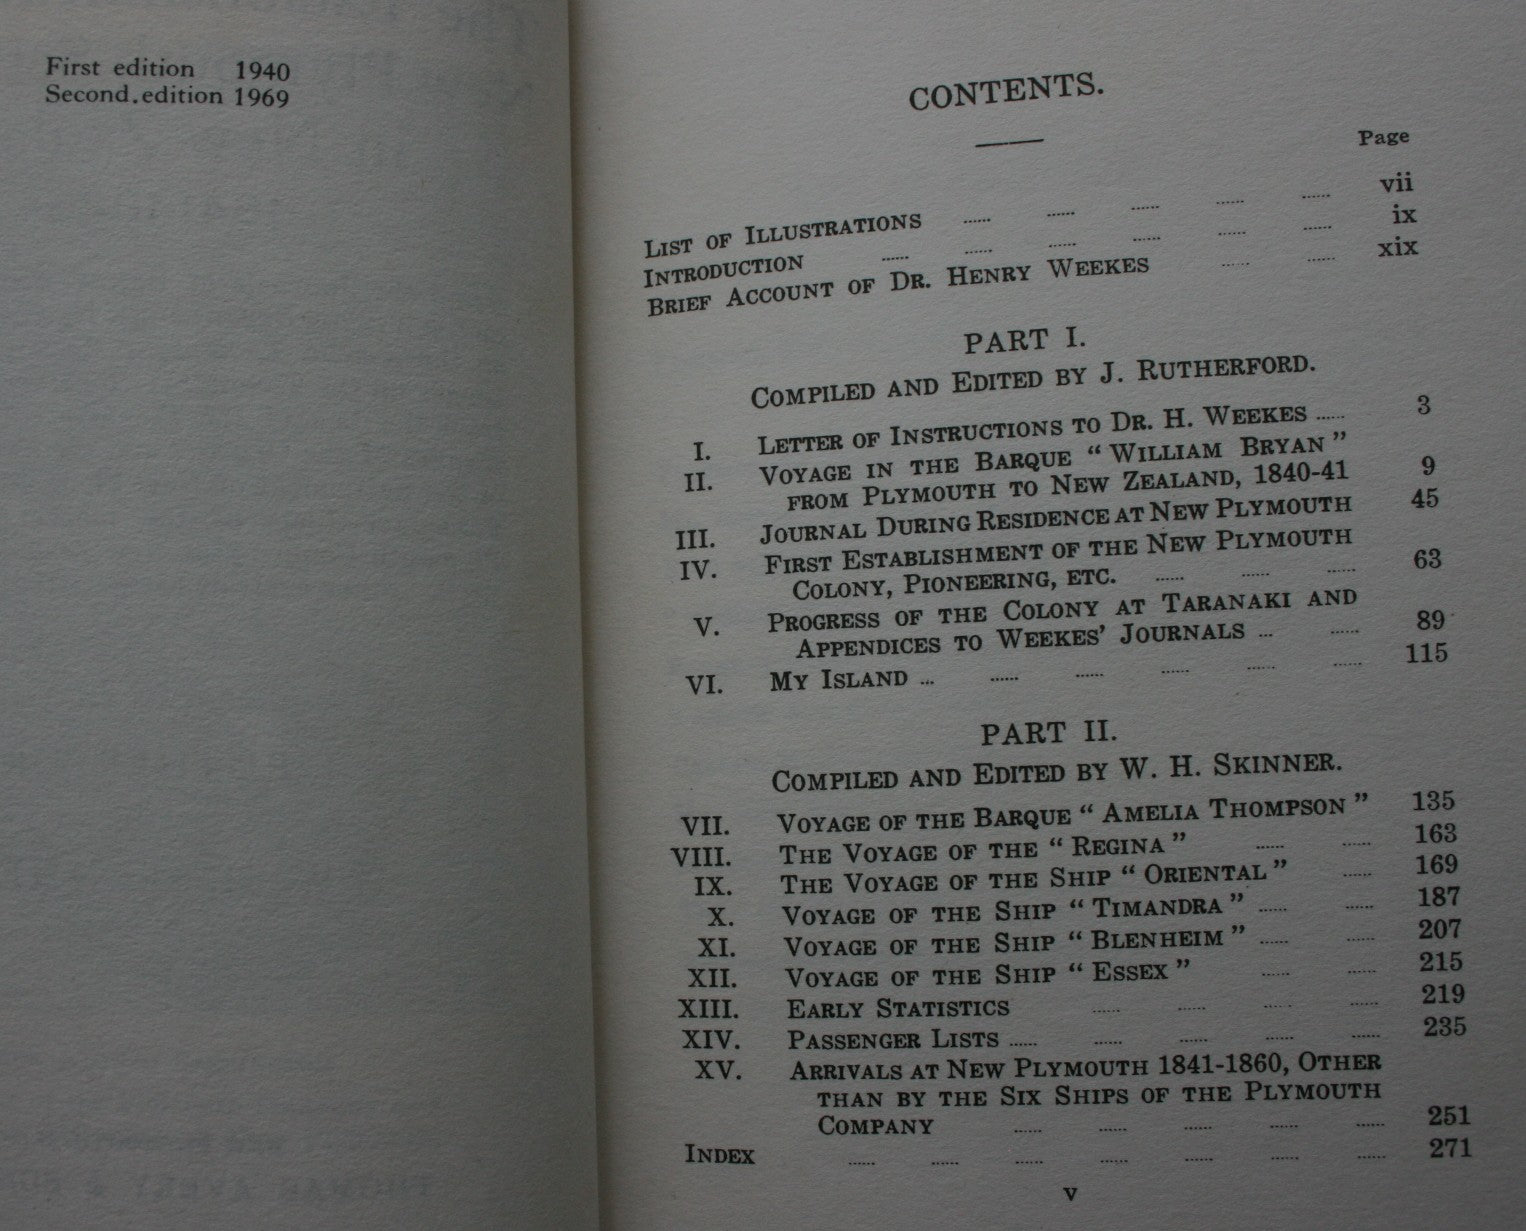 First edition 1940
Second.edition 1969
CONTENTS.
Page
LIST OF ILLUSTRATIONS ...... ...... ...... ...... ...... vii
INTRODUCTION ...... ...... ...... ...... ...... ...... ix
BRIEF ACCOUNT OF DR. HENRY WEEKES ...... ...... xix
PART I.
COMPILED AND EDITED BY J. RUTHERFORD.
I. LETTER OF INSTRUCTIONS TO DR. H. WEEKES ...... 3
II. VOYAGE IN THE BARQUE “ WILLIAM BRYAN ”
FROM PLYMOUTH TO NEW ZEALAND, 1840-41 9
III. JOURNAL DURING RESIDENCE AT NEW PLYMOUTH 45
IV. FIRST ESTABLISHMENT OF THE NEW PLYMOUTH
COLONY, PIONEERING, ETC. ...... ...... ...... 63
V. PROGRESS OF THE COLONY AT TARANAKI AND
APPENDICES TO WEEKES’ JOURNALS ... ...... 89
VI. MY ISLAND ... ...... ...... ...... ...... ...... 115
PART II.
COMPILED AND EDITED BY W. H. SKINNER.
VII. VOYAGE OF THE BARQUE “ AMELIA THOMPSON ” 135
VIII. THE VOYAGE OF THE “ REGINA ” ...... ...... 163
IX. THE VOYAGE OF THE SHIP “ ORIENTAL ” ...... 169
X. VOYAGE OF THE SHIP “ TIMANDRA ” ...... ...... 187
XI. VOYAGE OF THE SHIP “ BLENHEIM ” ...... ...... 207
XII. VOYAGE OF THE SHIP “ ESSEX ” ...... ...... 215
XIII. EARLY STATISTICS ...... ...... ...... ...... 219
XIV. PASSENGER LISTS ...... ...... ...... ...... ...... 235
XV. ARRIVALS AT NEW PLYMOUTH 1841-1860, OTHER
THAN BY THE SIX SHIPS OF THE PLYMOUTH
COMPANY ...... ...... ...... ...... ...... 251
INDEX ...... ...... ...... ...... ...... ...... ...... 271
v